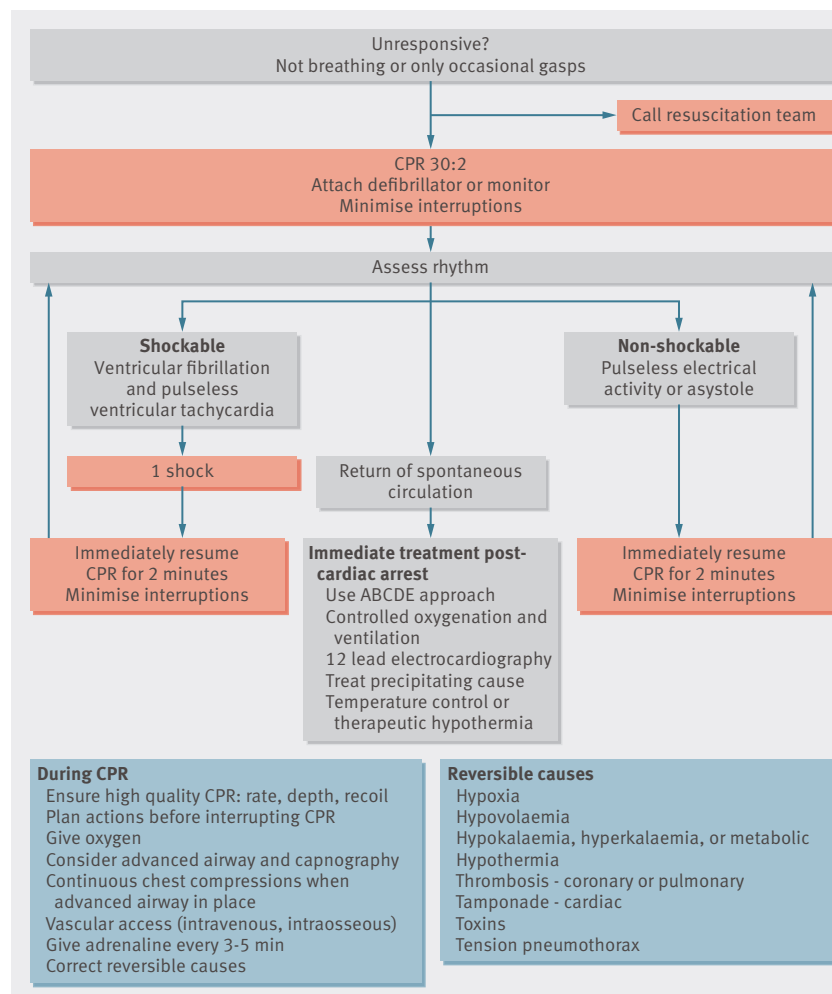 Unresponsive?
Not breathing or only occasional gasps
Call resuscitation team
CPR 30:2
Attach defibrillator or monitor
Minimise interruptions
Assess rhythm
Shockable
Ventricular fibrillation
and pulseless
ventricular tachycardia
1 shock
Immediately resume
CPR for 2 minutes
Minimise interruptions
Return of spontaneous
circulation
Immediate treatment post-
cardiac arrest
Use ABCDE approach
Controlled oxygenation and
ventilation
12 lead electrocardiography
Treat precipitating cause
Temperature control or
therapeutic hypothermia
Non-shockable
Pulseless electrical
activity or asystole
Immediately resume
CPR for 2 minutes
Minimise interruptions
During CPR
Ensure high quality CPR: rate, depth, recoil
Plan actions before interrupting CPR
Give oxygen
Consider advanced airway and capnography
Continuous chest compressions when
advanced airway in place
Vascular access (intravenous, intraosseous)
Give adrenaline every 3-5 min
Correct reversible causes
Reversible causes
Hypoxia
Hypovolaemia
Hypokalaemia, hyperkalaemia, or metabolic
Hypothermia
Thrombosis - coronary or pulmonary
Tamponade - cardiac
Toxins
Tension pneumothorax